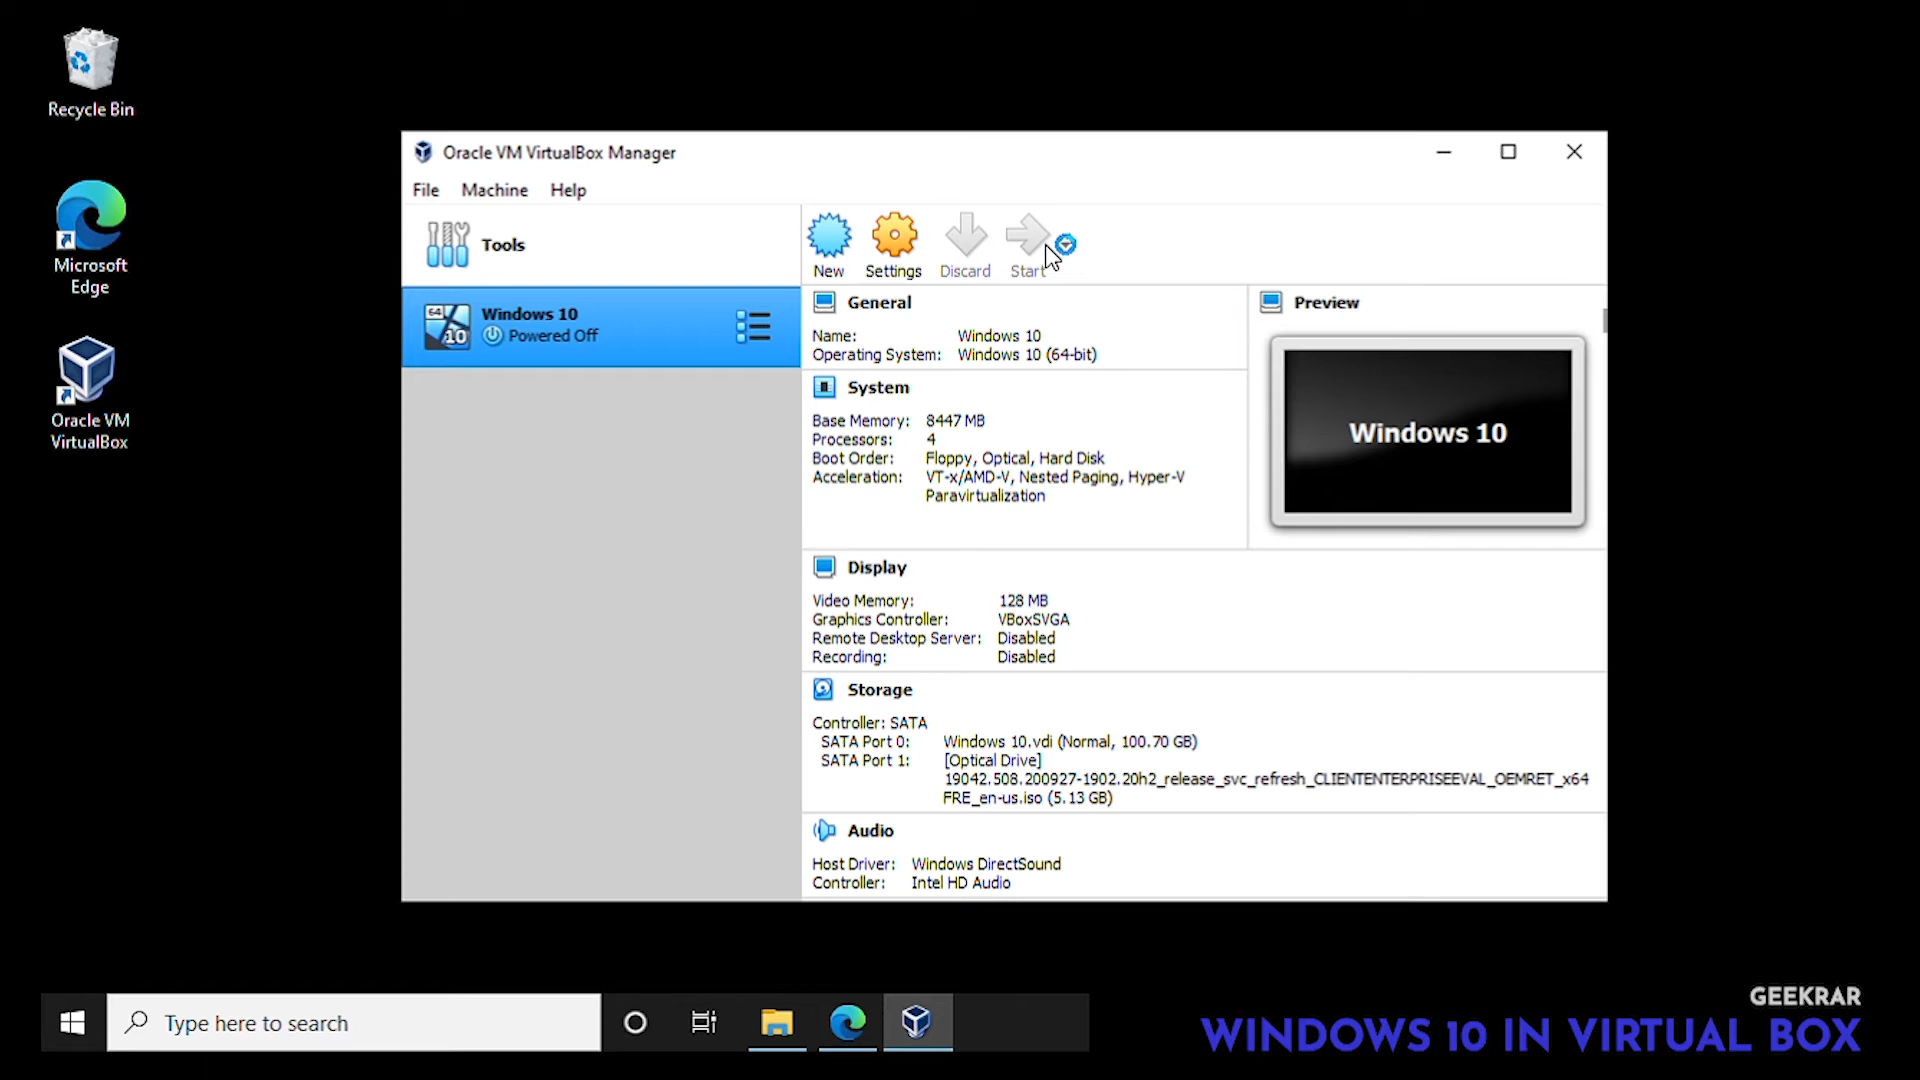 Recycle Bin
Microsoft
Edge
Oracle VM
VirtualBox
Oracle VM VirtualBox Manager
File Machine Help
Tools
New Settings Discard Start
64
10
Windows 10
Powered Off
General
Name: Windows 10
Operating System: Windows 10 (64-bit)
Preview
Windows 10
System
Base Memory: 8447 MB
Processors: 4
Boot Order: Floppy, Optical, Hard Disk
Acceleration: VT-x/AMD-V, Nested Paging, Hyper-V
Paravirtualization
Display
Video Memory: 128 MB
Graphics Controller: VBoxSVGA
Remote Desktop Server: Disabled
Recording: Disabled
Storage
Controller: SATA
SATA Port 0: Windows 10.vdi (Normal, 100.70 GB)
SATA Port 1: [Optical Drive]
19042.508.200927-1902.20h2_release_svc_refresh_CLIENTENTERPRISEEVAL_OEMRET_x64
FRE_en-us.iso (5.13 GB)
Audio
Host Driver: Windows DirectSound
Controller: Intel HD Audio
Type here to search
GEEKRAR
WINDOWS 10 IN VIRTUAL BOX